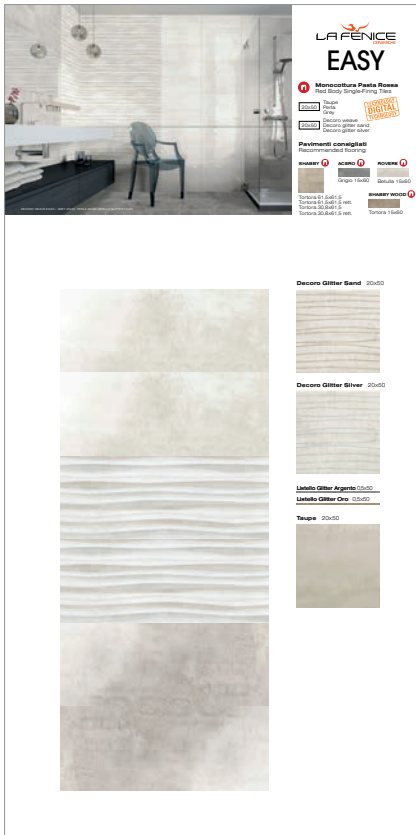 LA FENICE
CERAMICHE
EASY
Monocottura Pasta Rossa
Red Body Single-Firing Tiles
20x50
Taupe
Perla
Grey
20x50
Decoro weave
Decoro glitter sand
Decoro glitter silver
DIGITAL
TECHNOLOGY
Pavimenti consigliati
Recommended flooring
SHABBY
Tortora 61,5x61,5
Tortora 61,5x61,5 rett.
Tortora 30,8x61,5
Tortora 30,8x61,5 rett.
ACERO
Grigio 15x60
ROVERE
Betulla 15x60
SHABBY WOOD
Tortora 15x60
Decoro Glitter Sand 20x50
Decoro Glitter Silver 20x50
Listello Glitter Argento 0,5x50
Listello Glitter Oro 0,5x50
Taupe 20x50